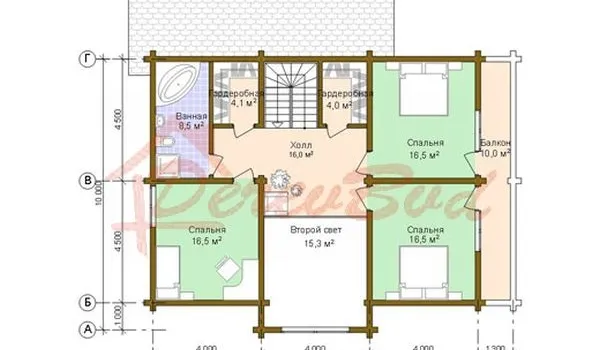 Г
Гардеробная
4,1 м²
Гардеробная
4,0 м²
Ванная
8,5 м²
4 500
Холл
16,0 м²
Спальня
16,5 м²
Балкон
10,0 м²
В
10 000
DerevBud
Спальня
16,5 м²
Второй свет
15,3 м²
Спальня
16,5 м²
4 500
Б
1 000
А
4 000
4 000
4 000
1 300